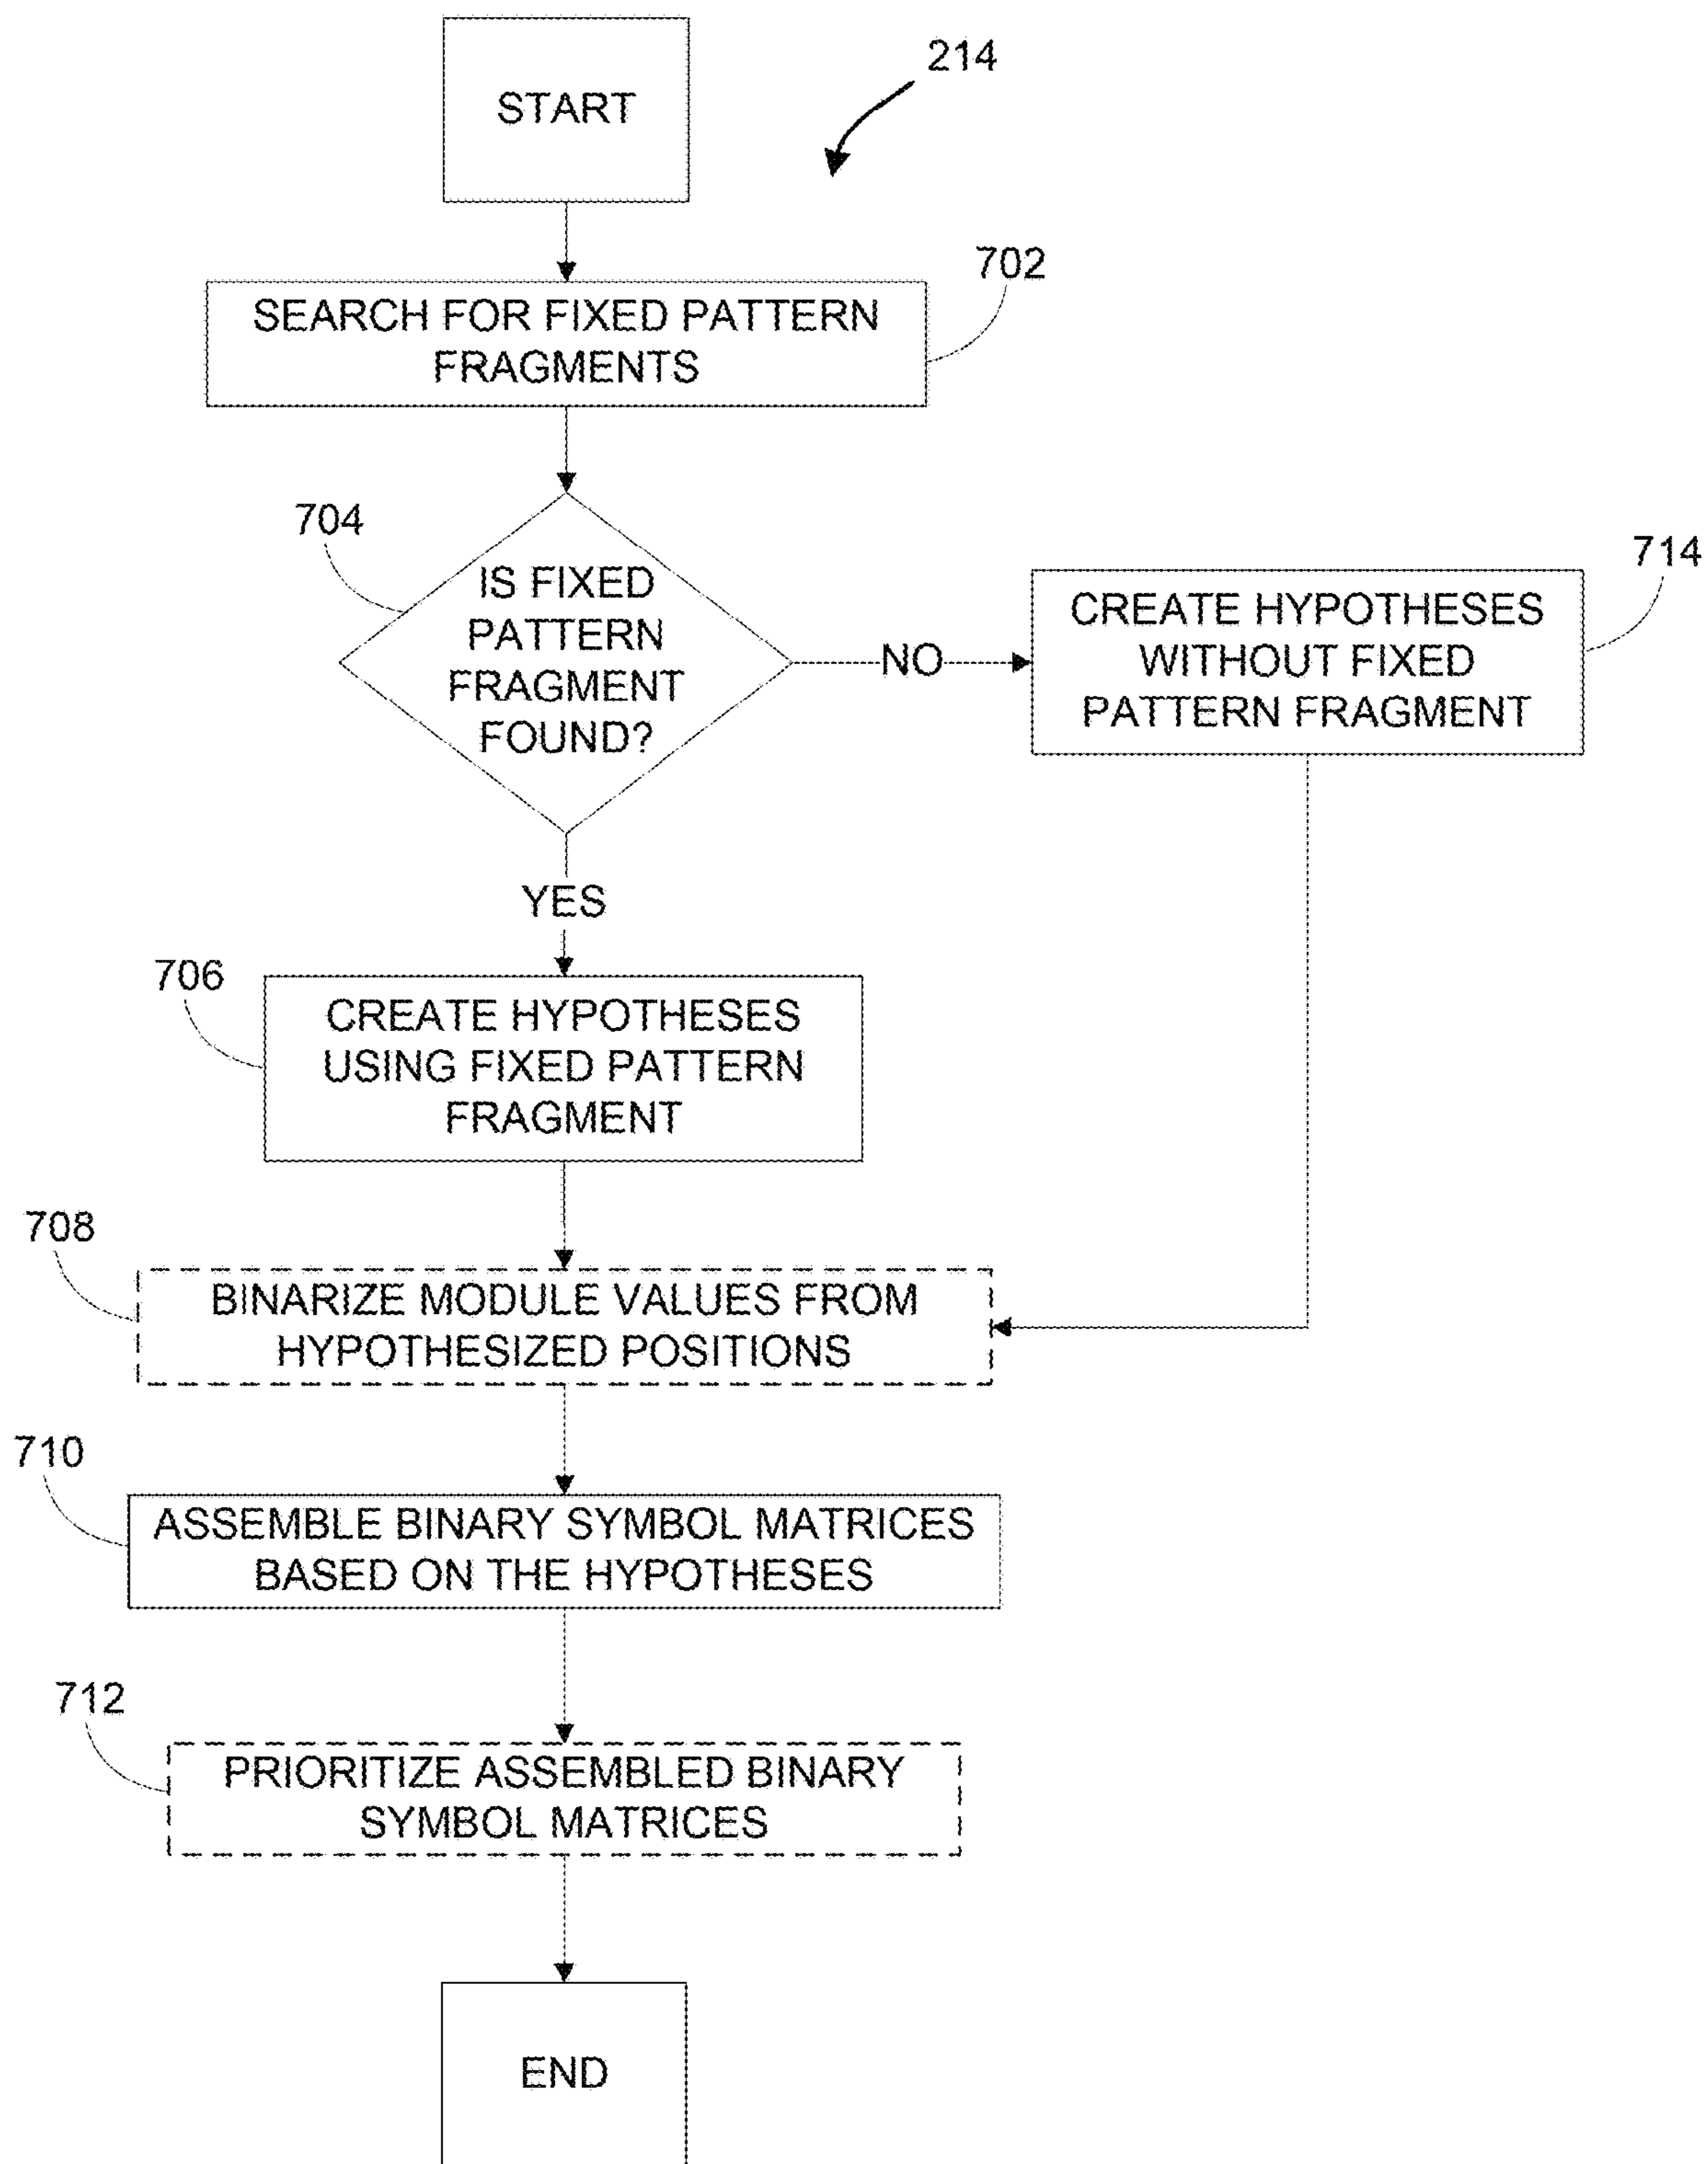 START
214
702
SEARCH FOR FIXED PATTERN
FRAGMENTS
704
IS FIXED
PATTERN
FRAGMENT
FOUND?
NO
714
CREATE HYPOTHESES
WITHOUT FIXED
PATTERN FRAGMENT
YES
706
CREATE HYPOTHESES
USING FIXED PATTERN
FRAGMENT
708
BINARIZE MODULE VALUES FROM
HYPOTHESIZED POSITIONS
710
ASSEMBLE BINARY SYMBOL MATRICES
BASED ON THE HYPOTHESES
712
PRIORITIZE ASSEMBLED BINARY
SYMBOL MATRICES
END